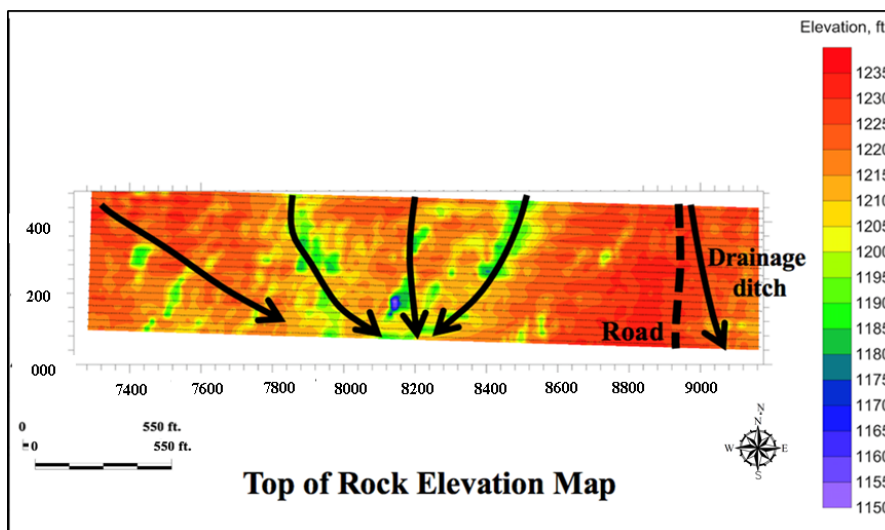 Elevation, ft
1235
1230
1225
1220
1215
1210
1205
1200
1195
1190
1185
1180
1175
1170
1165
1160
1155
1150
400
200
000
Drainage
ditch
Road
7400 7600 7800 8000 8200 8400 8600 8800 9000
0 550 ft.
0 550 ft.
N
N
W E
S
Top of Rock Elevation Map